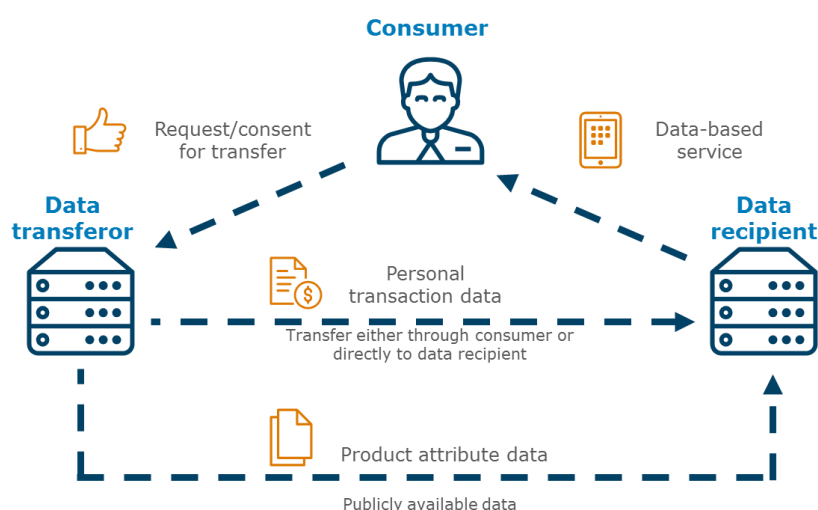 Consumer
Request/consent
for transfer
Data-based
service
Data
transferor
Data
recipient
Personal
transaction data
Transfer either through consumer or
directly to data recipient
Product attribute data
Publicly available data